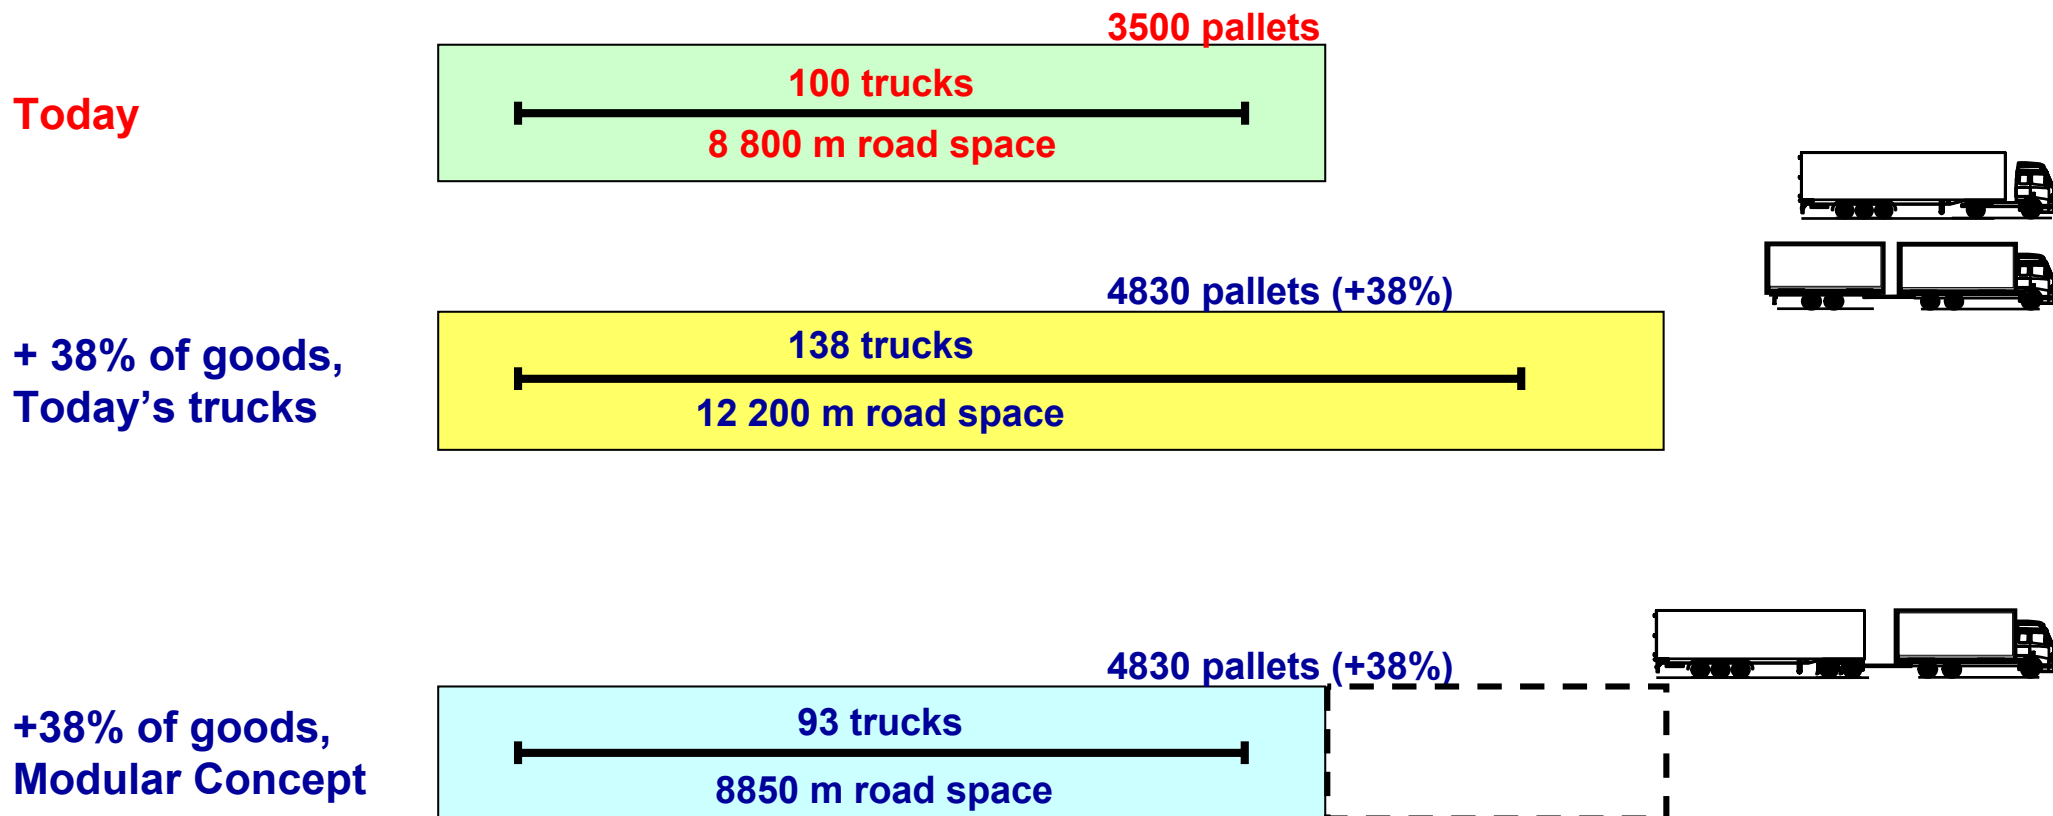 3500 pallets
100 trucks
Today
8 800 m road space
4830 pallets (+38%)
138 trucks
+ 38% of goods,
Today’s trucks
12 200 m road space
4830 pallets (+38%)
93 trucks
+38% of goods,
Modular Concept
8850 m road space